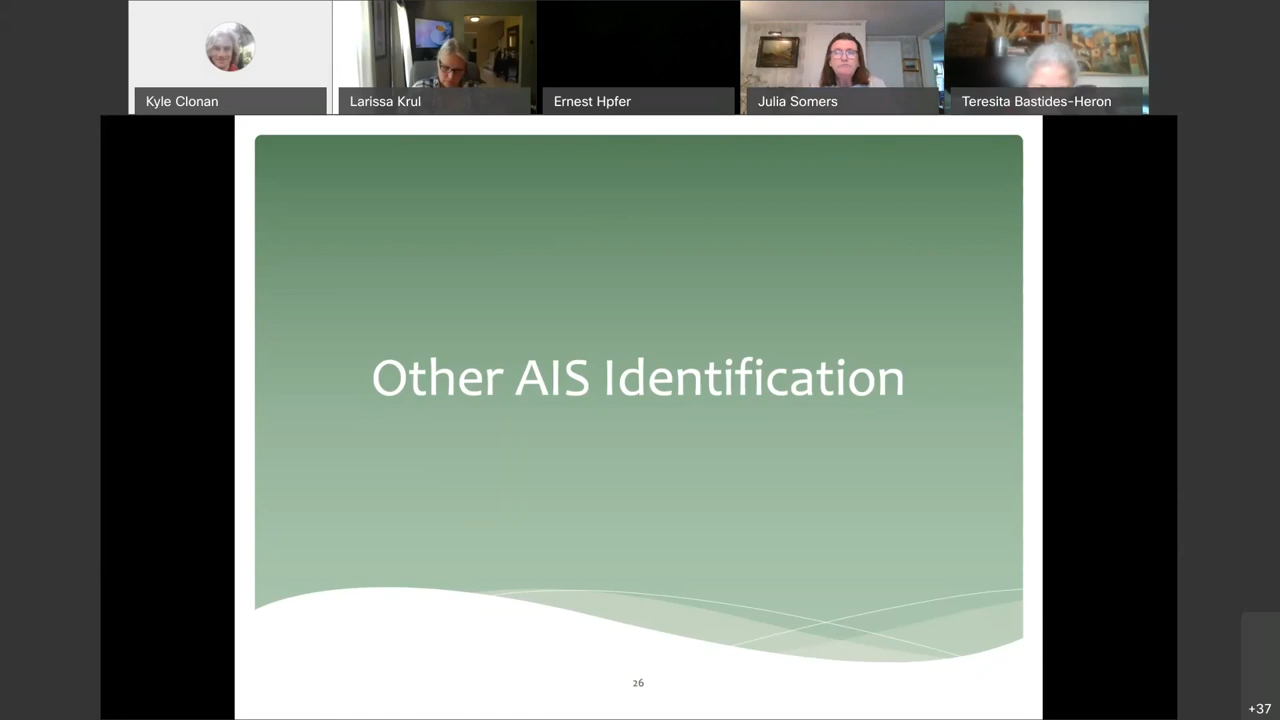 Kyle Clonan
Larissa Krul
Ernest Hpfer
Julia Somers
Teresita Bastides-Heron
Other AIS Identification
26
+37